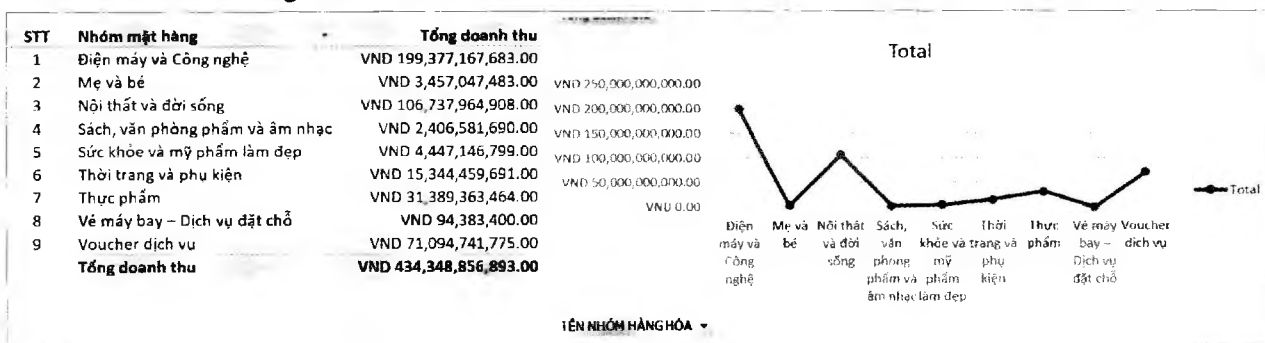 STT Nhóm mặt hàng Tổng doanh thu
1 Điện máy và Công nghệ VND 199,377,167,683.00
2 Mẹ và bé VND 3,457,047,483.00
3 Nội thất và đời sống VND 106,737,964,908.00
4 Sách, văn phòng phẩm và âm nhạc VND 2,406,581,690.00
5 Sức khỏe và mỹ phẩm làm đẹp VND 4,447,146,799.00
6 Thời trang và phụ kiện VND 15,344,459,691.00
7 Thực phẩm VND 31,389,363,464.00
8 Vé máy bay – Dịch vụ đặt chỗ VND 94,383,400.00
9 Voucher dịch vụ VND 71,094,741,775.00
Tổng doanh thu VND 434,348,856,893.00
Total
VND 250,000,000,000.00
VND 200,000,000,000.00
VND 150,000,000,000.00
VND 100,000,000,000.00
VND 50,000,000,000.00
VND 0.00
Total
Điện Mẹ và Nội thất Sách, Sức Thời Thực Vé máy Voucher
máy và bé và đời văn khỏe và trang và phẩm bay – dịch vụ
Công sống phòng mỹ phụ Dịch vụ
nghệ phẩm và phẩm kiện đặt chỗ
âm nhạc làm đẹp
TÊN NHÓM HÀNG HÓA